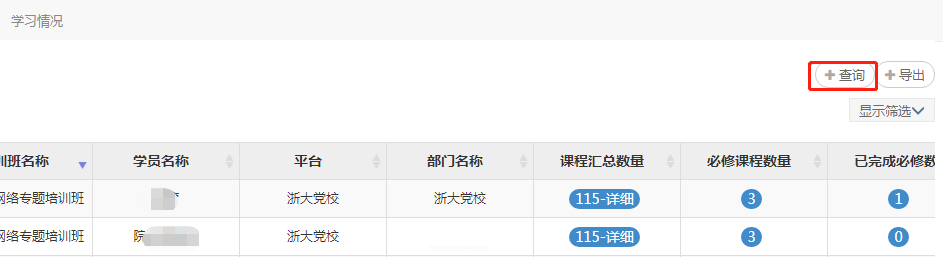 学习情况
查询 导出
显示筛选
训班名称 学员名称 平台 部门名称 课程汇总数量 必修课程数量 已完成必修数
网络专题培训班 浙大党校 浙大党校 115-详细 3 1
网络专题培训班 院 浙大党校 115-详细 3 0